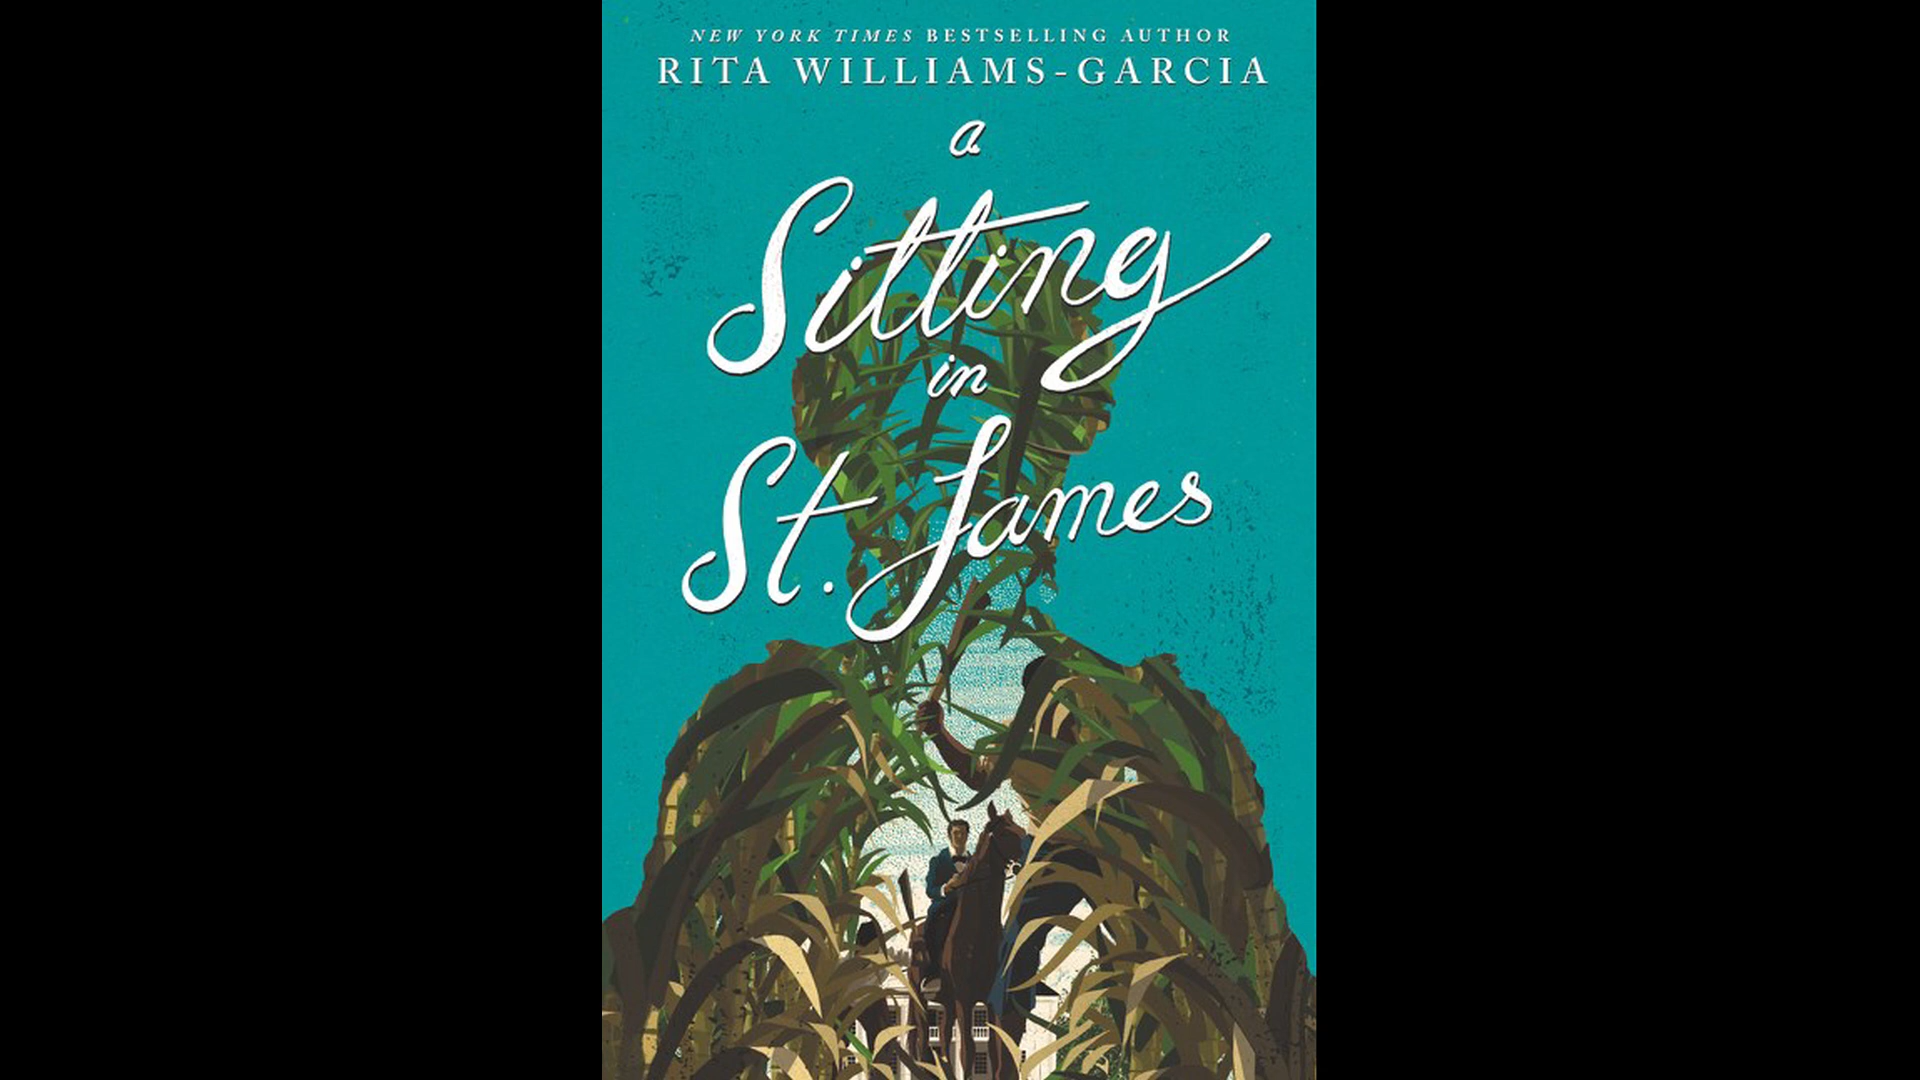 NEW YORK TIMES BESTSELLING AUTHOR
RITA WILLIAMS-GARCIA
a
Sitting
in
St. James